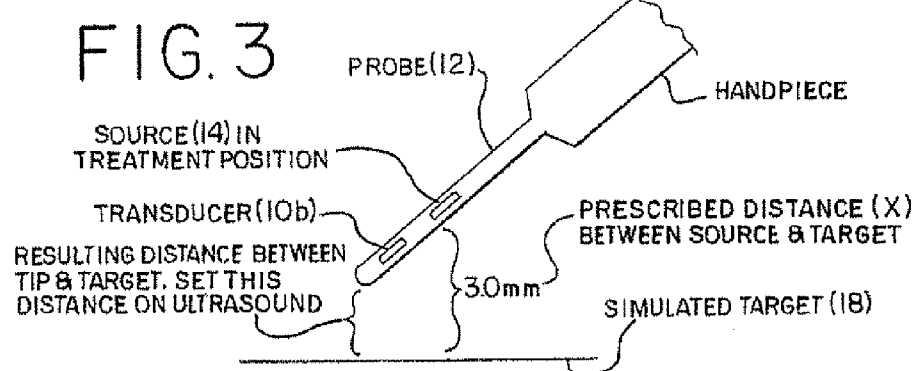 FIG. 3
PROBE(12)
HANDPIECE
SOURCE(14) IN
TREATMENT POSITION
TRANSDUCER(10b)
PRESCRIBED DISTANCE (X)
BETWEEN SOURCE & TARGET
RESULTING DISTANCE BETWEEN
TIP & TARGET. SET THIS
DISTANCE ON ULTRASOUND
3.0mm
SIMULATED TARGET (18)